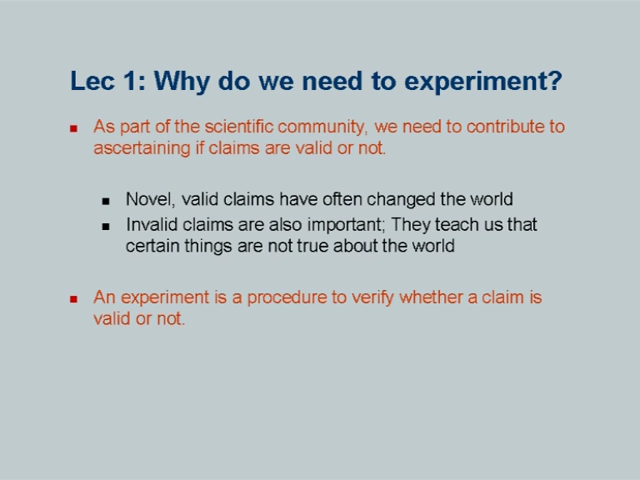 Lec 1: Why do we need to experiment?
As part of the scientific community, we need to contribute to
ascertaining if claims are valid or not.
Novel, valid claims have often changed the world
Invalid claims are also important; They teach us that
certain things are not true about the world
An experiment is a procedure to verify whether a claim is
valid or not.